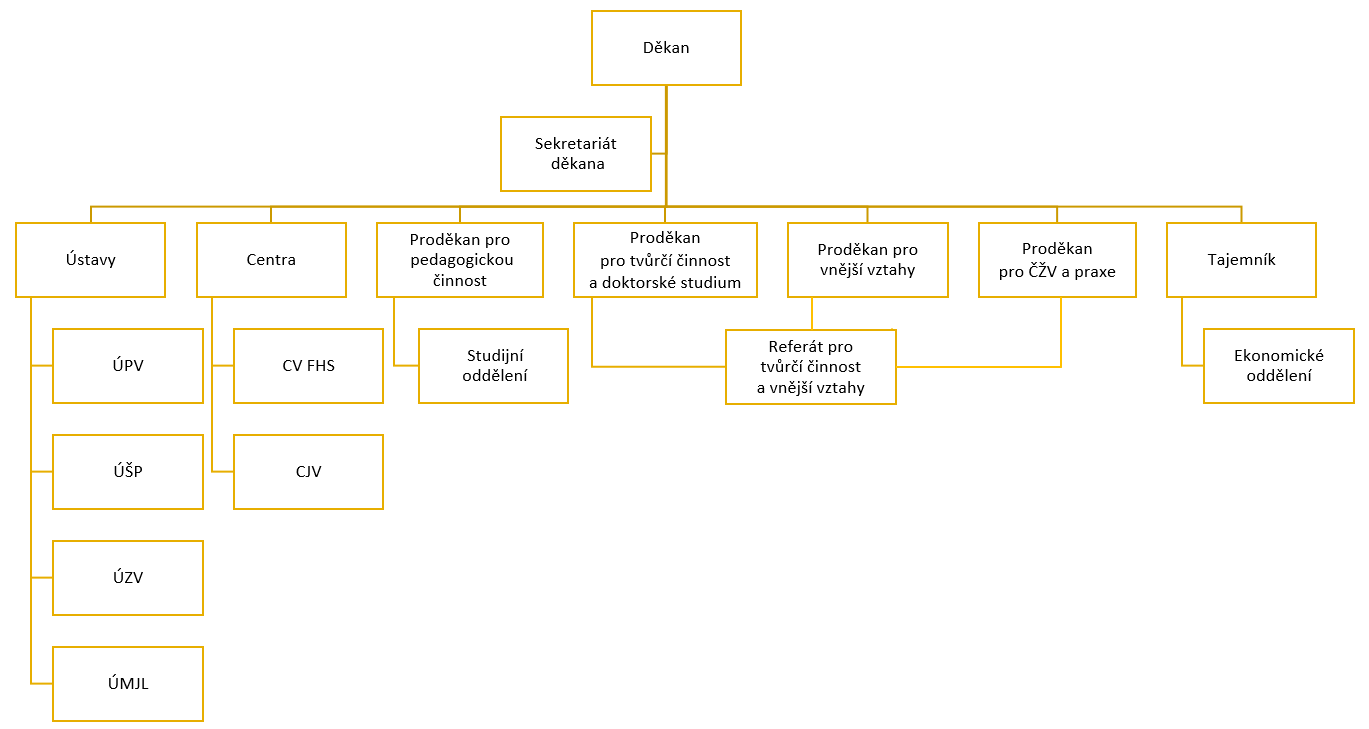 Děkan
Sekretariát
děkana
Ústavy
Centra
Proděkan pro
pedagogickou
činnost
Proděkan
pro tvůrčí činnost
a doktorské studium
Proděkan pro
vnější vztahy
Proděkan
pro ČŽV a praxe
Tajemník
ÚPV
CV FHS
Studijní
oddělení
Referát pro
tvůrčí činnost
a vnější vztahy
Ekonomické
oddělení
ÚŠP
CJV
ÚZV
ÚMJL